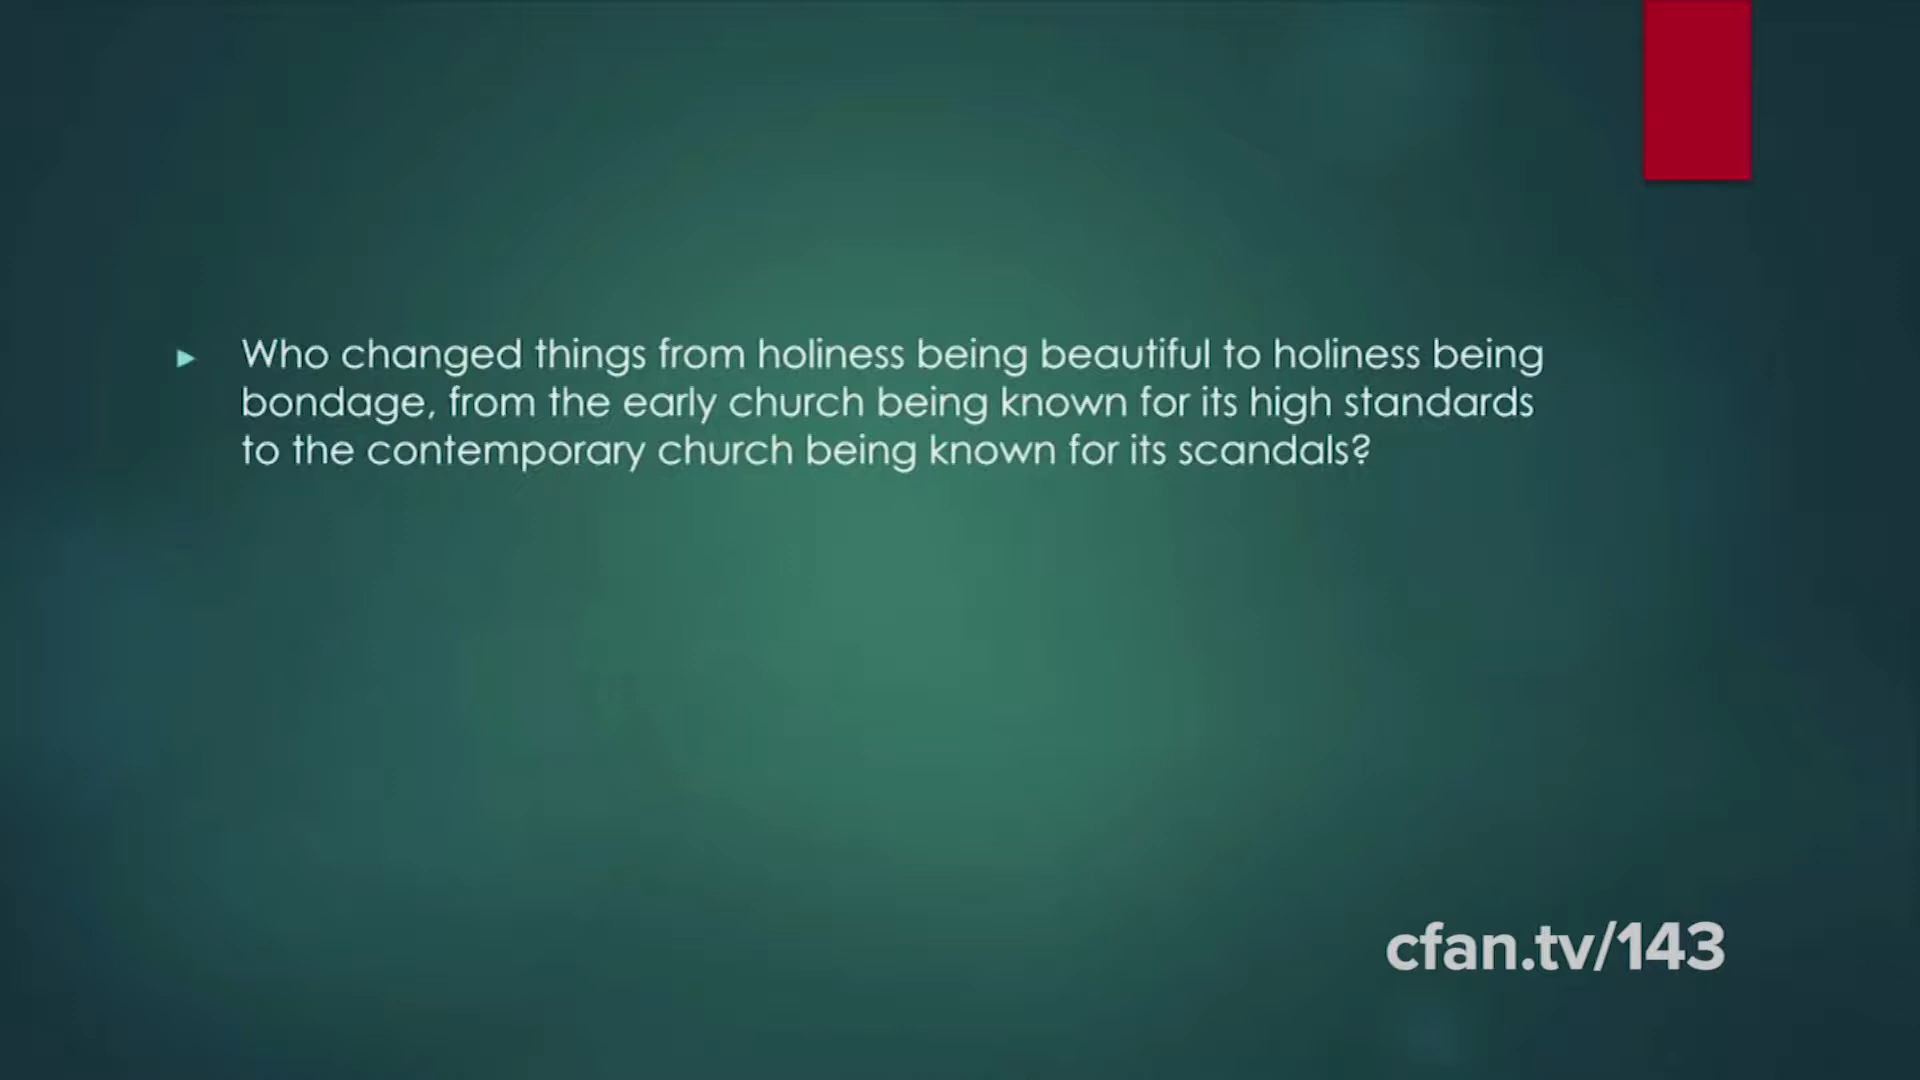 Who changed things from holiness being beautiful to holiness being
bondage, from the early church being known for its high standards
to the contemporary church being known for its scandals?
cfan.tv/143